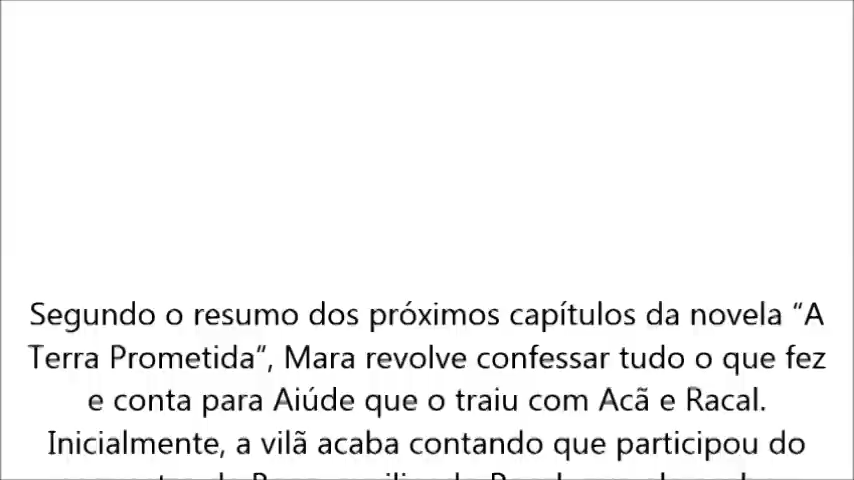 Segundo o resumo dos próximos capítulos da novela “A
Terra Prometida”, Mara revolve confessar tudo o que fez
e conta para Aiúde que o traiu com Acã e Racal.
Inicialmente, a vilã acaba contando que participou do